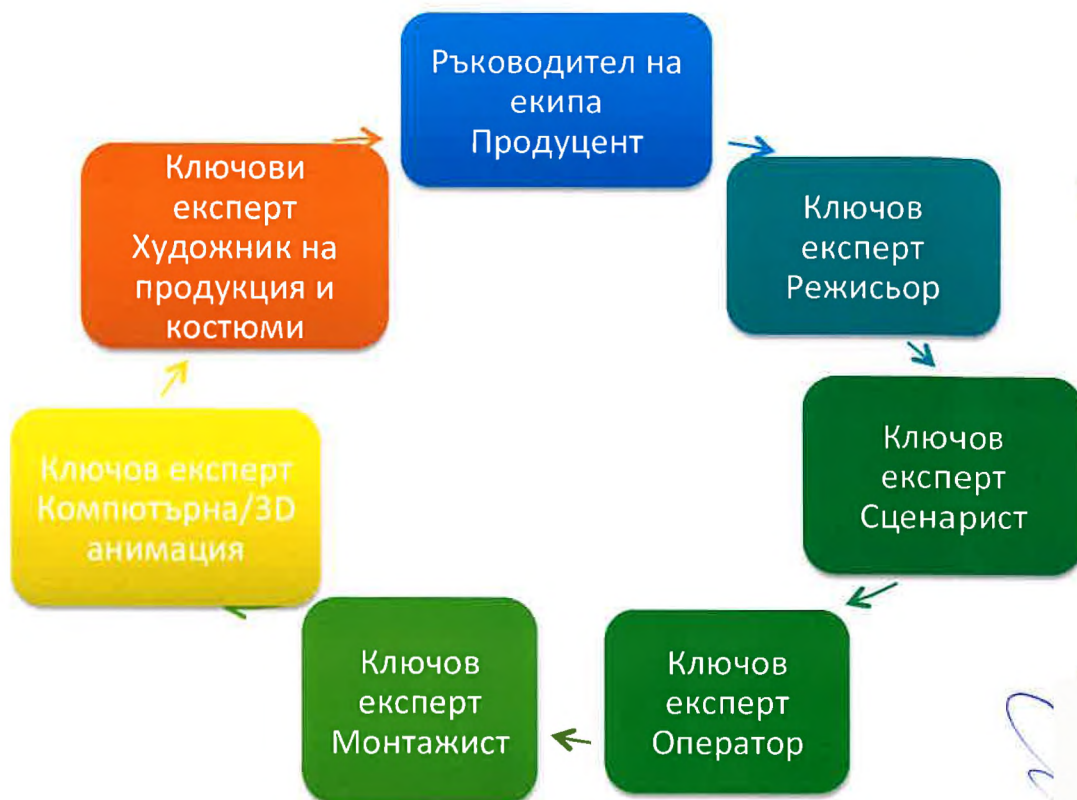 Ръководител на
екипа
Продуцент
Ключов
експерт
Режисьор
Ключов
експерт
Сценарист
Ключов
експерт
Оператор
Ключов
експерт
Монтажист
Ключов експерт
Компютърна/3D
анимация
Ключови
експерт
Художник на
продукция и
костюми